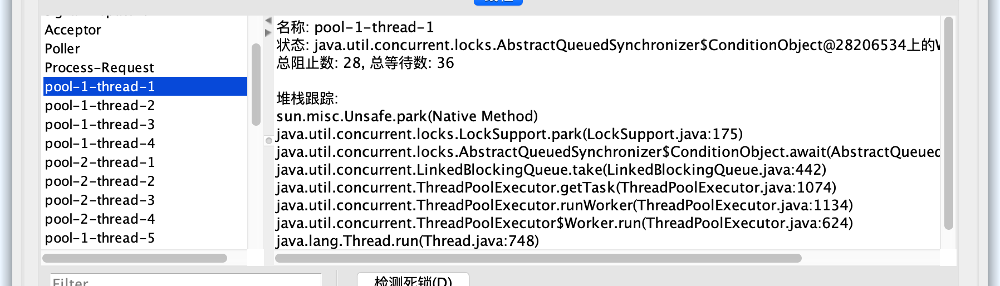 Acceptor
Poller
Process-Request
pool-1-thread-1
pool-1-thread-2
pool-1-thread-3
pool-1-thread-4
pool-2-thread-1
pool-2-thread-2
pool-2-thread-3
pool-2-thread-4
pool-1-thread-5
名称: pool-1-thread-1
状态: java.util.concurrent.locks.AbstractQueuedSynchronizer$ConditionObject@28206534上的
总阻止数: 28, 总等待数: 36
堆栈跟踪:
sun.misc.Unsafe.park(Native Method)
java.util.concurrent.locks.LockSupport.park(LockSupport.java:175)
java.util.concurrent.locks.AbstractQueuedSynchronizer$ConditionObject.await(AbstractQueued
java.util.concurrent.LinkedBlockingQueue.take(LinkedBlockingQueue.java:442)
java.util.concurrent.ThreadPoolExecutor.getTask(ThreadPoolExecutor.java:1074)
java.util.concurrent.ThreadPoolExecutor.runWorker(ThreadPoolExecutor.java:1134)
java.util.concurrent.ThreadPoolExecutor$Worker.run(ThreadPoolExecutor.java:624)
java.lang.Thread.run(Thread.java:748)
Filter
检测死锁(D)